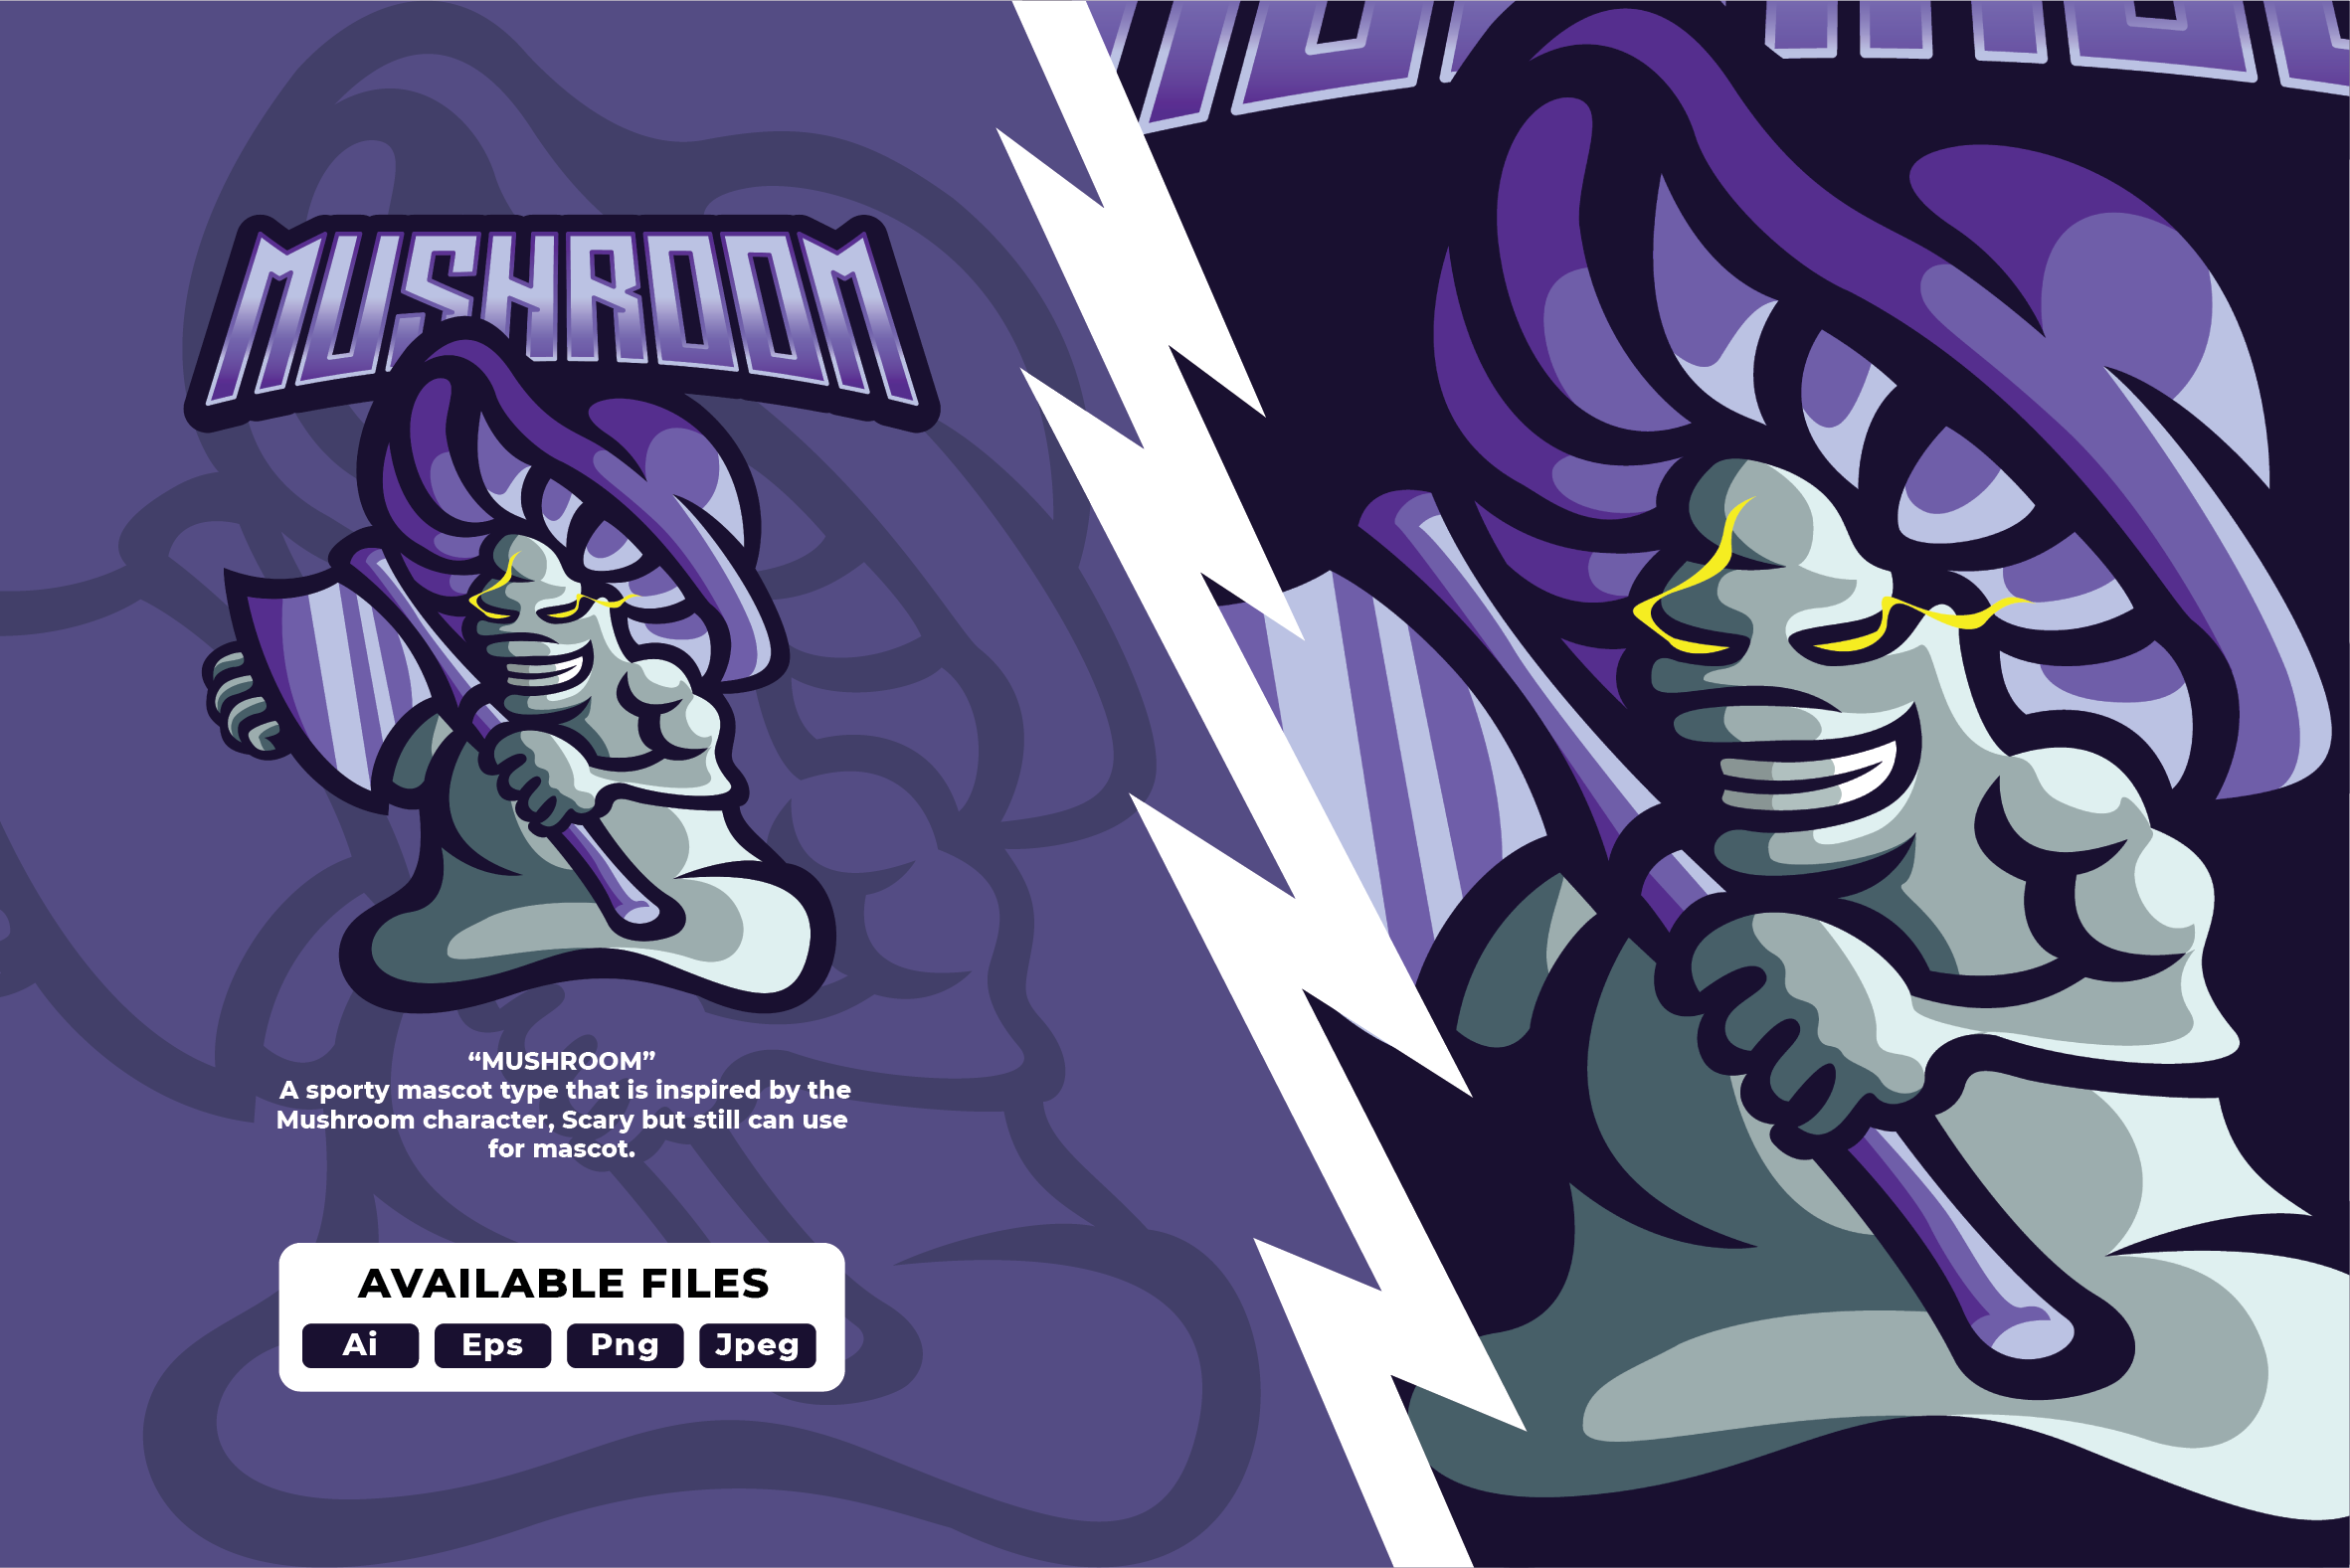 MUSHROOM
“MUSHROOM”
A sporty mascot type that is inspired by the
Mushroom character, Scary but still can use
for mascot.
AVAILABLE FILES
Ai Eps Png Jpeg